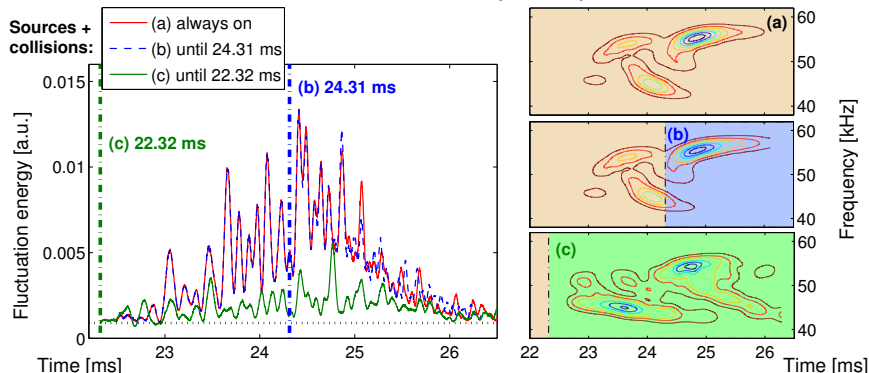 Sources +
collisions:
(a) always on
(b) until 24.31 ms
(c) until 22.32 ms
0.015
0.01
0.005
0
Fluctuation energy [a.u.]
(b) 24.31 ms
(c) 22.32 ms
23
24
25
26
Time [ms]
(a)
60
50
40
(b)
60
50
40
(c)
60
50
40
Frequency [kHz]
22
23
24
25
26
Time [ms]